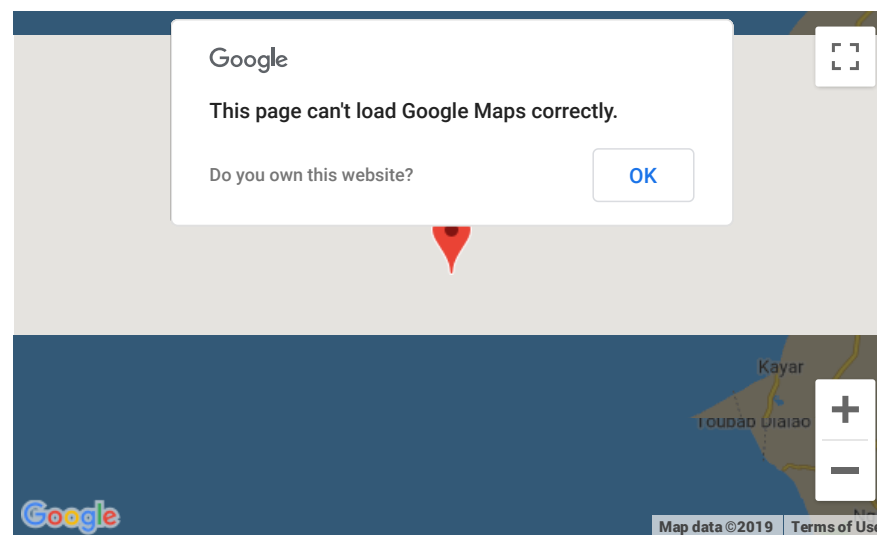 Google
This page can't load Google Maps correctly.
Do you own this website?
OK
Kayar
Toubab Dialao
Google
Map data ©2019
Terms of Use